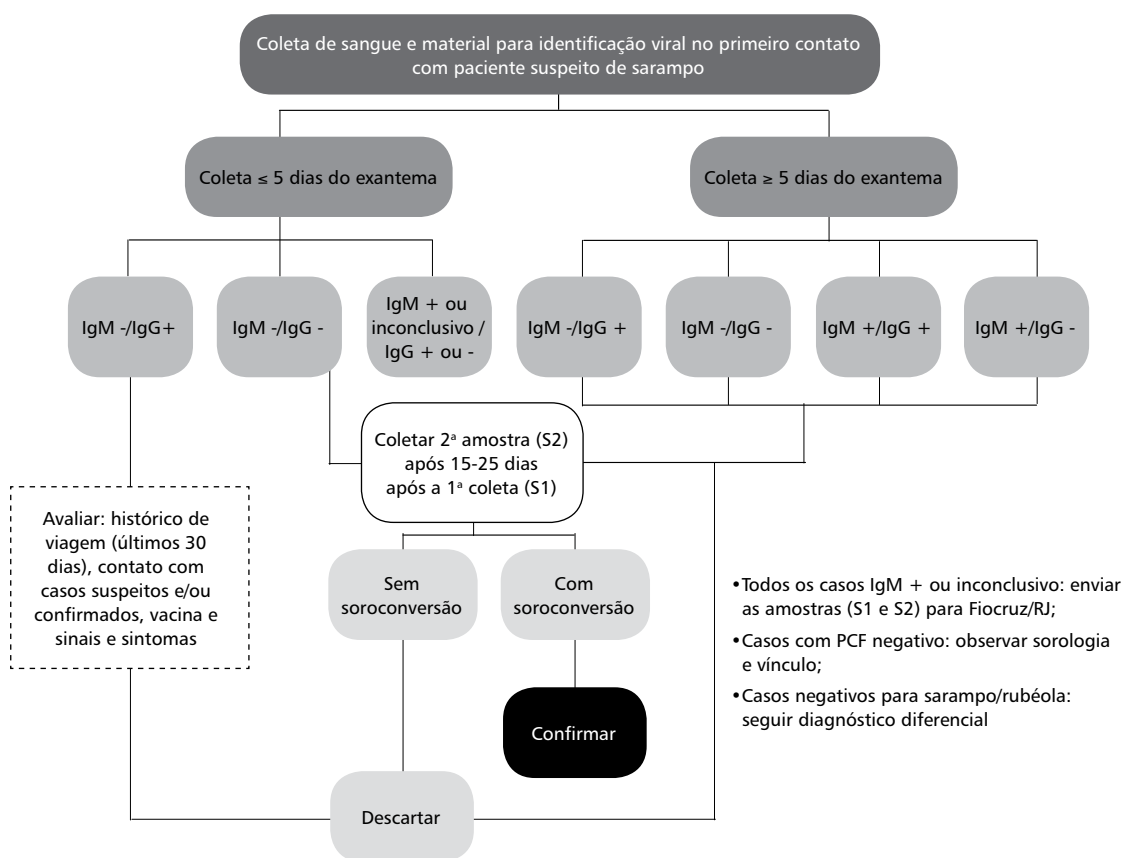 Coleta de sangue e material para identificação viral no primeiro contato
com paciente suspeito de sarampo
Coleta ≤ 5 dias do exantema
Coleta ≥ 5 dias do exantema
IgM -/IgG+
IgM -/IgG -
IgM + ou
inconclusivo /
IgG + ou -
IgM -/IgG +
IgM -/IgG -
IgM +/IgG +
IgM +/IgG -
Coletar 2ª amostra (S2)
após 15-25 dias
após a 1ª coleta (S1)
Avaliar: histórico de
viagem (últimos 30
dias), contato com
casos suspeitos e/ou
confirmados, vacina e
sinais e sintomas
Sem
soroconversão
Com
soroconversão
•Todos os casos IgM + ou inconclusivo: enviar
as amostras (S1 e S2) para Fiocruz/RJ;
•Casos com PCF negativo: observar sorologia
e vínculo;
•Casos negativos para sarampo/rubéola:
seguir diagnóstico diferencial
Confirmar
Descartar